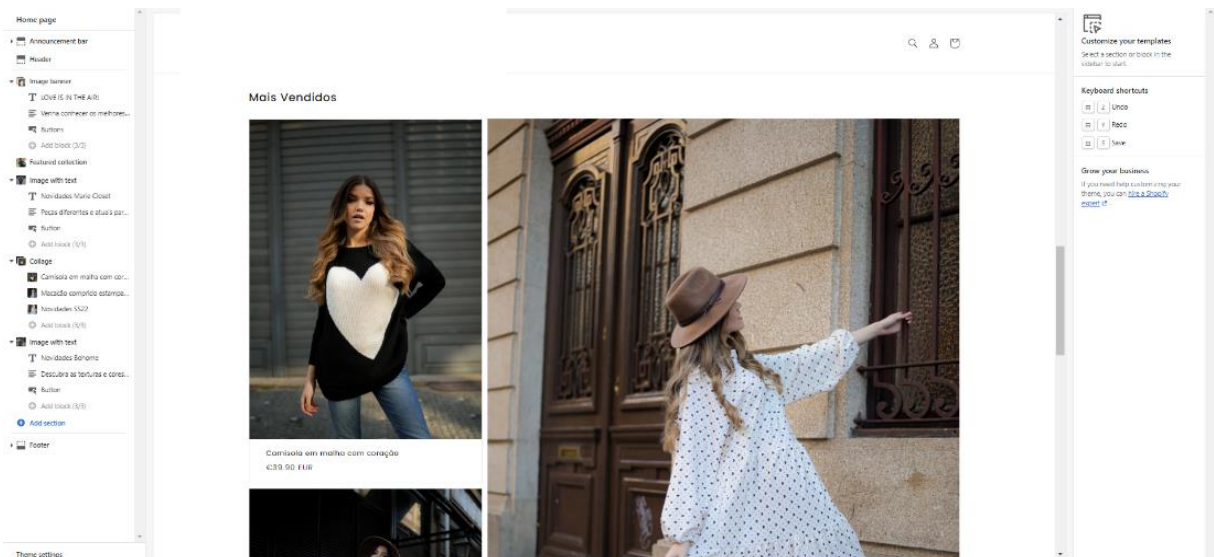 Home page
Announcement bar
Header
Image banner
LOVE IS IN THE AIR!
Venha conhecer os melhores...
Buttons
Add block (3/3)
Featured collection
Image with text
Novidades Marie Closet
Peças diferentes e atuais par...
Button
Add block (3/3)
Collage
Camisola em malha com cor...
Macacão comprido estampa...
Novidades SS22
Add block (3/3)
Image with text
Novidades Bohome
Descubra as texturas e cores...
Button
Add block (3/3)
Add section
Footer
Theme settings
Mais Vendidos
Camisola em malha com coração
€39.90 EUR
Customize your templates
Select a section or block in the
sidebar to start.
Keyboard shortcuts
Undo
Redo
Save
Grow your business
If you need help customizing your
theme, you can hire a Shopify
expert